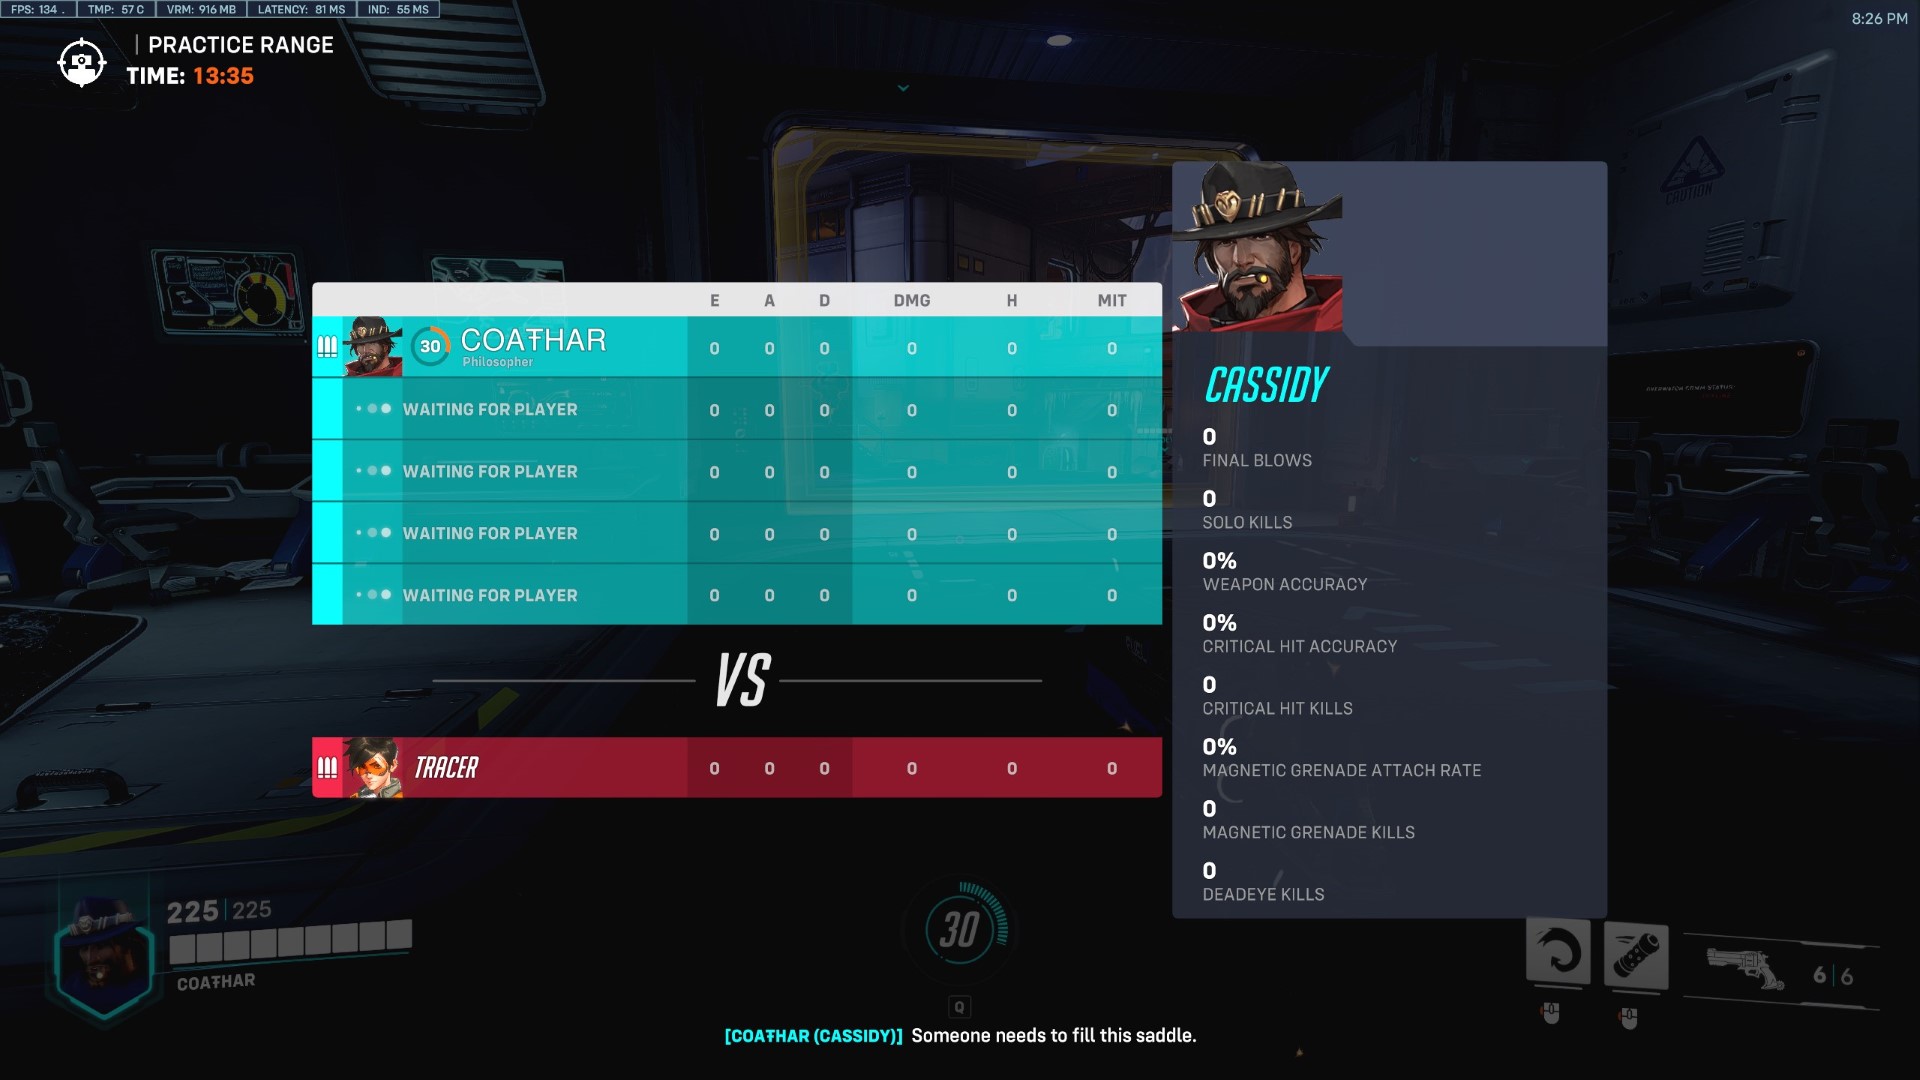 FPS: 134 . TMP: 57 C VRM: 916 MB LATENCY: 81 MS IND: 55 MS
8:26 PM
| PRACTICE RANGE
TIME: 13:35
CAUTION
E A D DMG H MIT
30 COAŦHAR 0 0 0 0 0 0
Philosopher
WAITING FOR PLAYER 0 0 0 0 0 0
WAITING FOR PLAYER 0 0 0 0 0 0
WAITING FOR PLAYER 0 0 0 0 0 0
WAITING FOR PLAYER 0 0 0 0 0 0
VS
TRACER 0 0 0 0 0 0
CASSIDY
0
FINAL BLOWS
0
SOLO KILLS
0%
WEAPON ACCURACY
0%
CRITICAL HIT ACCURACY
0
CRITICAL HIT KILLS
0%
MAGNETIC GRENADE ATTACH RATE
0
MAGNETIC GRENADE KILLS
0
DEADEYE KILLS
225 | 225
COAŦHAR
30
Q
6 | 6
[COAŦHAR (CASSIDY)] Someone needs to fill this saddle.